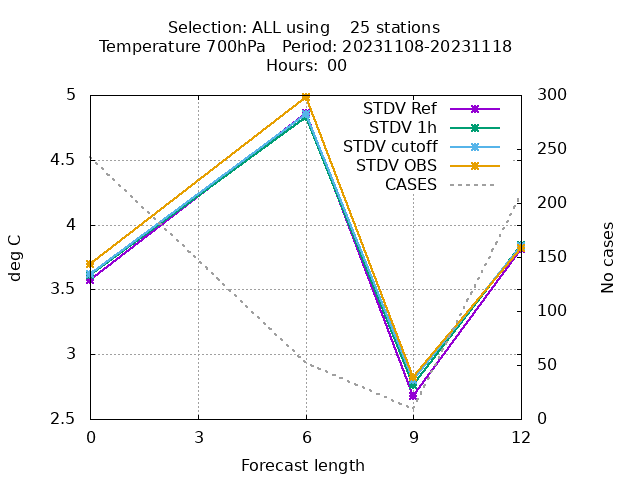 Selection: ALL using    25 stations
Temperature 700hPa   Period: 20231108-20231118
Hours: 00
STDV Ref
STDV 1h
STDV cutoff
STDV OBS
CASES
5
4.5
4
3.5
3
2.5
deg C
300
250
200
150
100
50
0
No cases
0 3 6 9 12
Forecast length